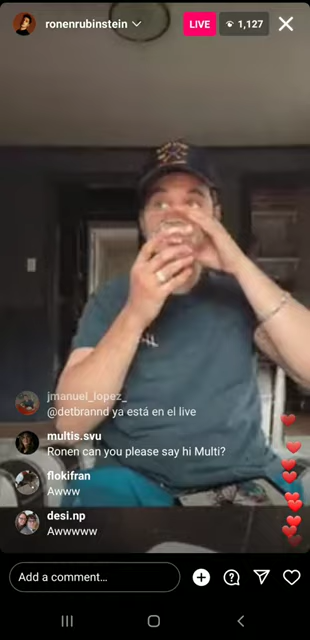 ronenrubinstein
LIVE
1,127
jmanuel_lopez_
@detbrannd ya está en el live
multis.svu
Ronen can you please say hi Multi?
flokifran
Awww
desi.np
Awwwww
Add a comment...